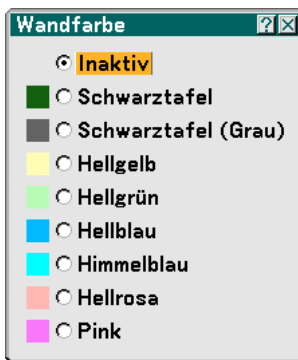 Wandfarbe ?
Inaktiv
Schwarztafel
Schwarztafel (Grau)
Hellgelb
Hellgrün
Hellblau
Himmelblau
Hellrosa
Pink